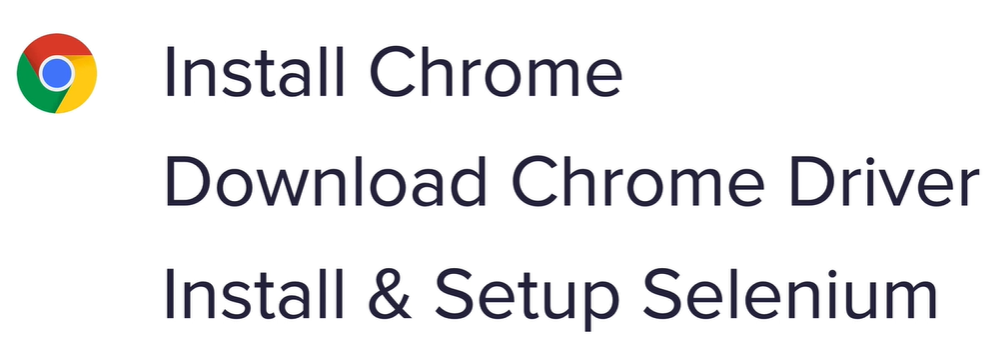 Install Chrome
Download Chrome Driver
Install & Setup Selenium